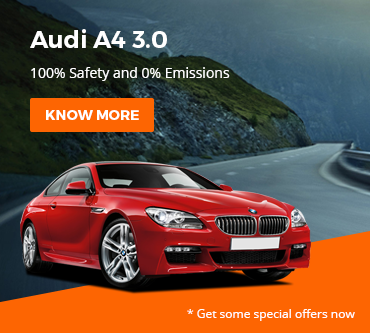 Audi A4 3.0
100% Safety and 0% Emissions
KNOW MORE
* Get some special offers now